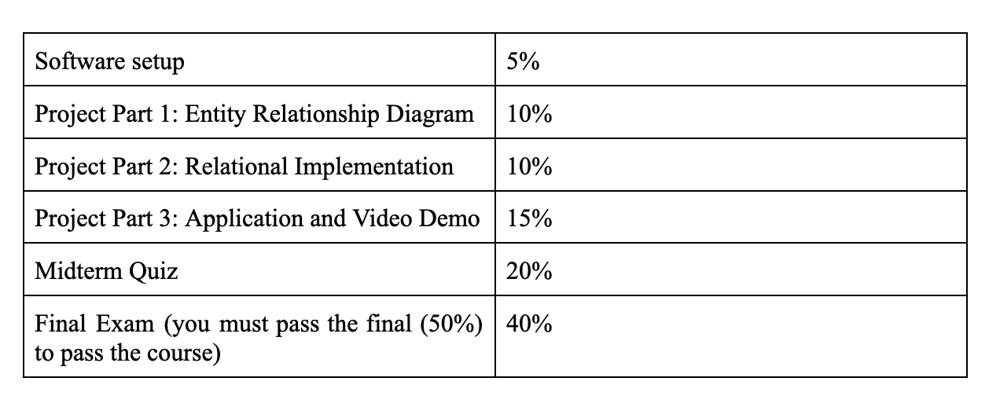 Software setup 5%
Project Part 1: Entity Relationship Diagram 10%
Project Part 2: Relational Implementation 10%
Project Part 3: Application and Video Demo 15%
Midterm Quiz 20%
Final Exam (you must pass the final (50%) 40%
to pass the course)